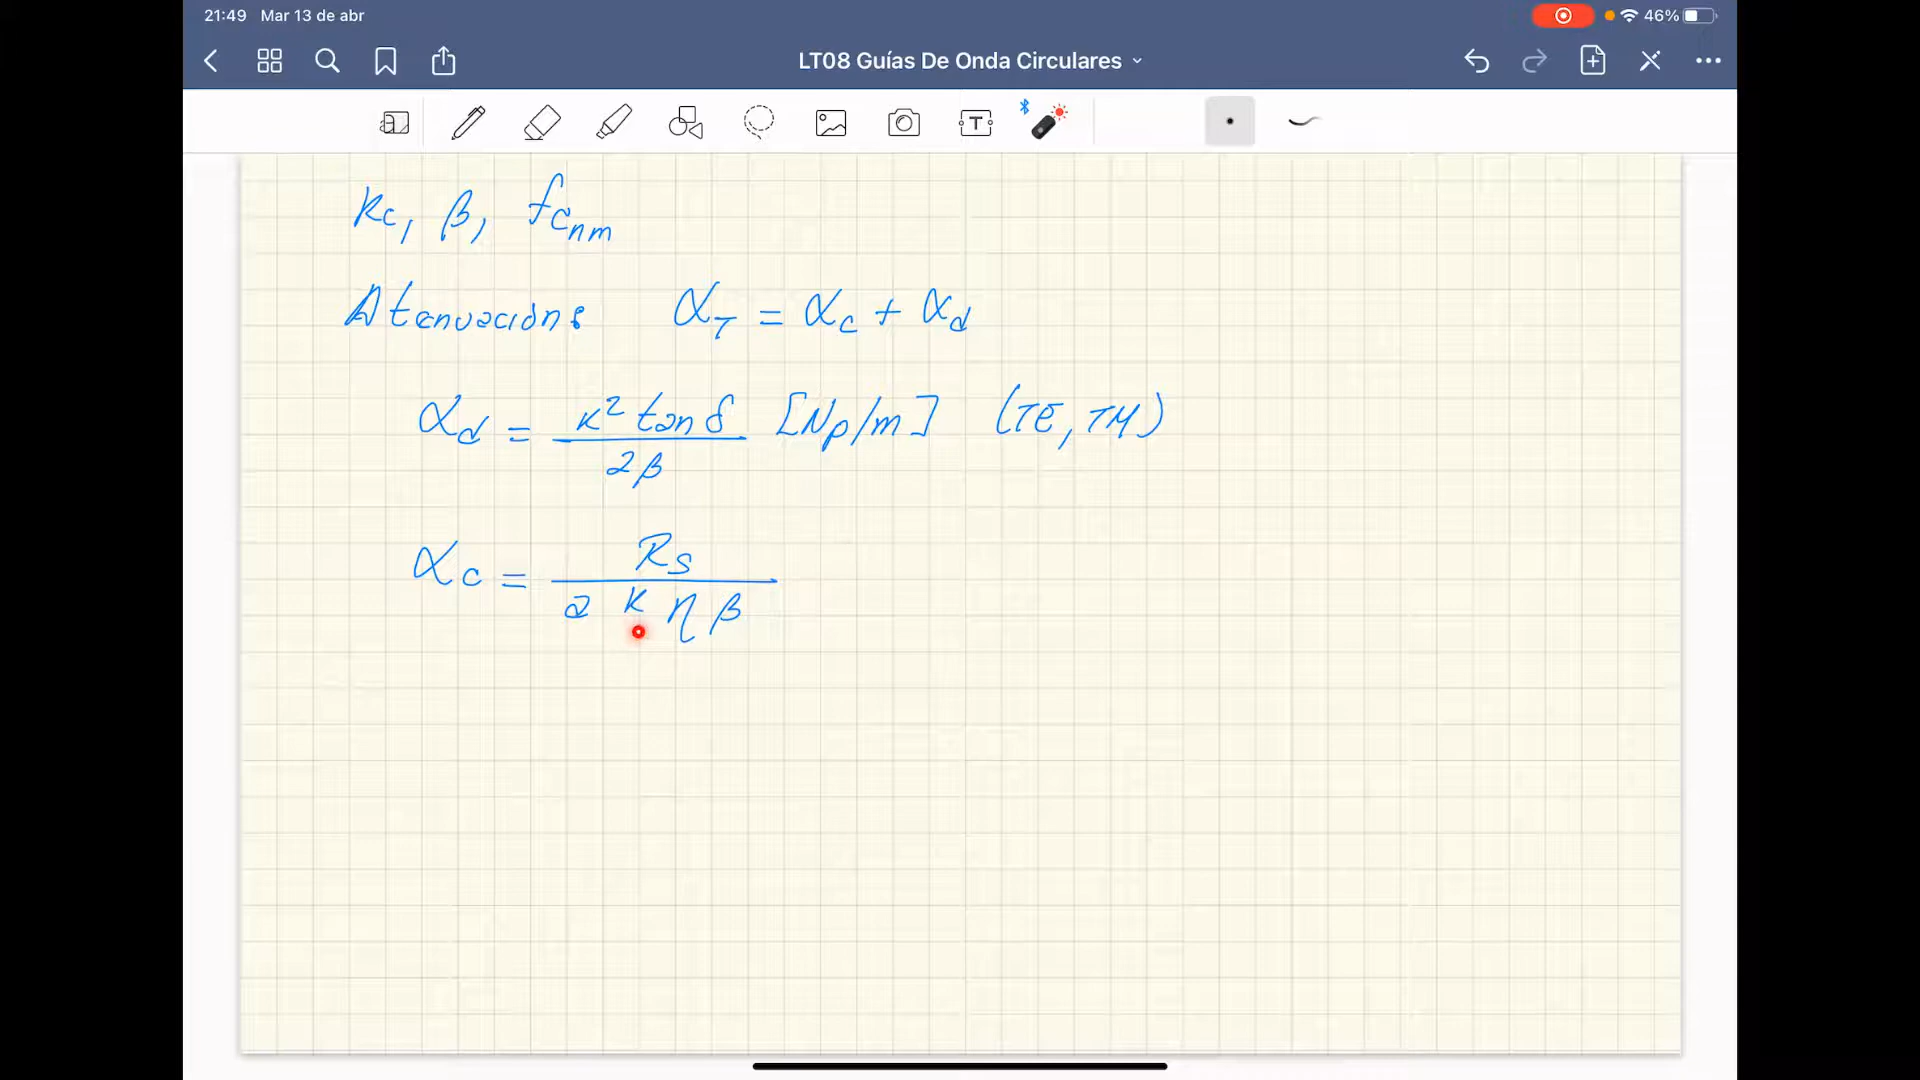 21:49 Mar 13 de abr 46%
LT08 Guías De Onda Circulares
T
kc, β, fcnm
Atenuación: αT = αc + αd
αd = k² tan δ / 2β [Np/m] (TE, TM)
αc = Rs / a k η β